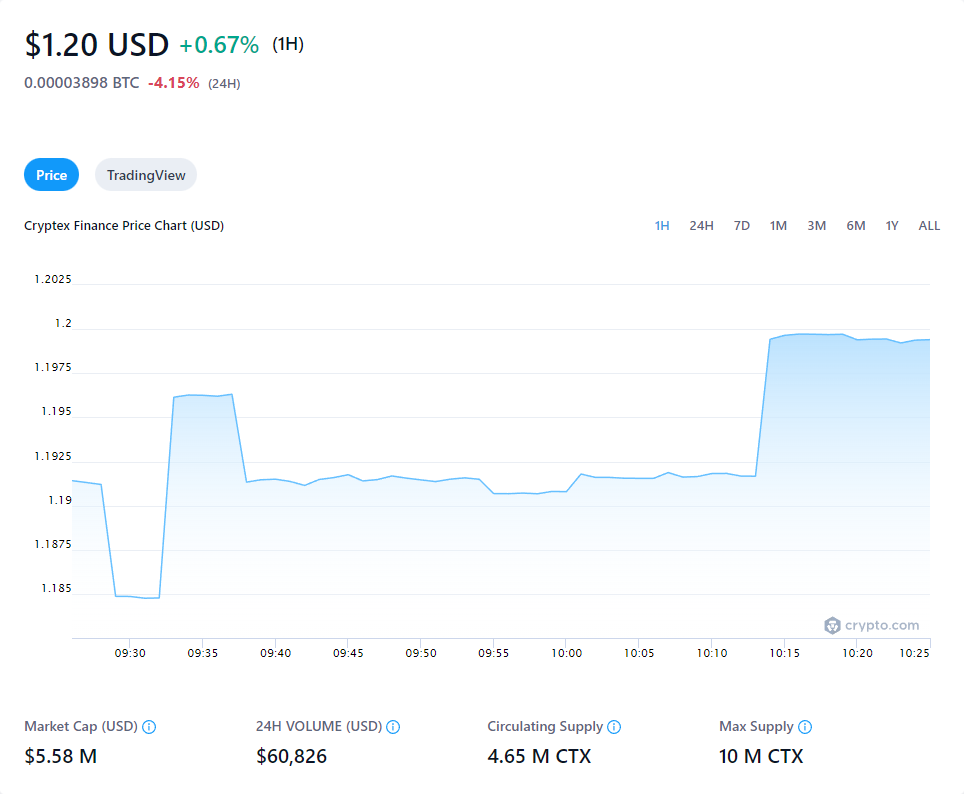 $1.20 USD +0.67% (1H)
0.00003898 BTC -4.15% (24H)
Price TradingView
Cryptex Finance Price Chart (USD) 1H 24H 7D 1M 3M 6M 1Y ALL
1.2025
1.2
1.1975
1.195
1.1925
1.19
1.1875
1.185
crypto.com
09:30 09:35 09:40 09:45 09:50 09:55 10:00 10:05 10:10 10:15 10:20 10:25
Market Cap (USD) 24H VOLUME (USD) Circulating Supply Max Supply
$5.58 M $60,826 4.65 M CTX 10 M CTX